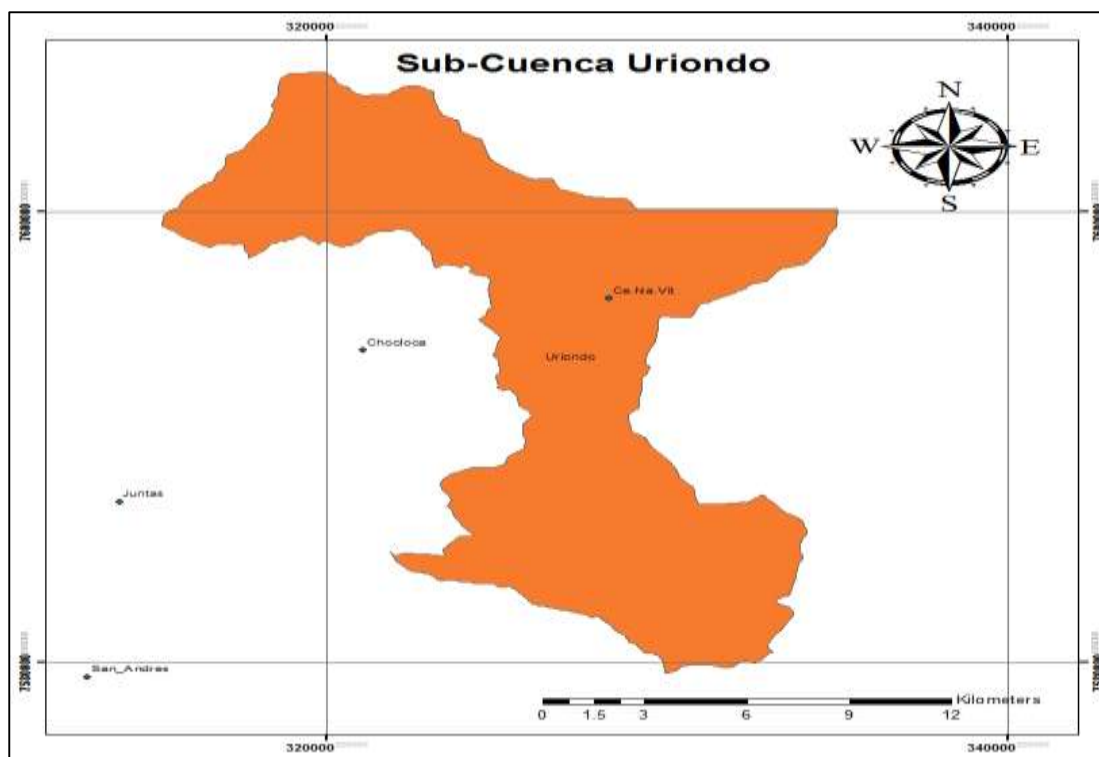 320000
340000
Sub-Cuenca Uriondo
N
W
E
S
Ce.Na.Vit.
Chocloca
Uriondo
Juntas
San_Andres
Kilometers
0
1.5
3
6
9
12
320000
340000